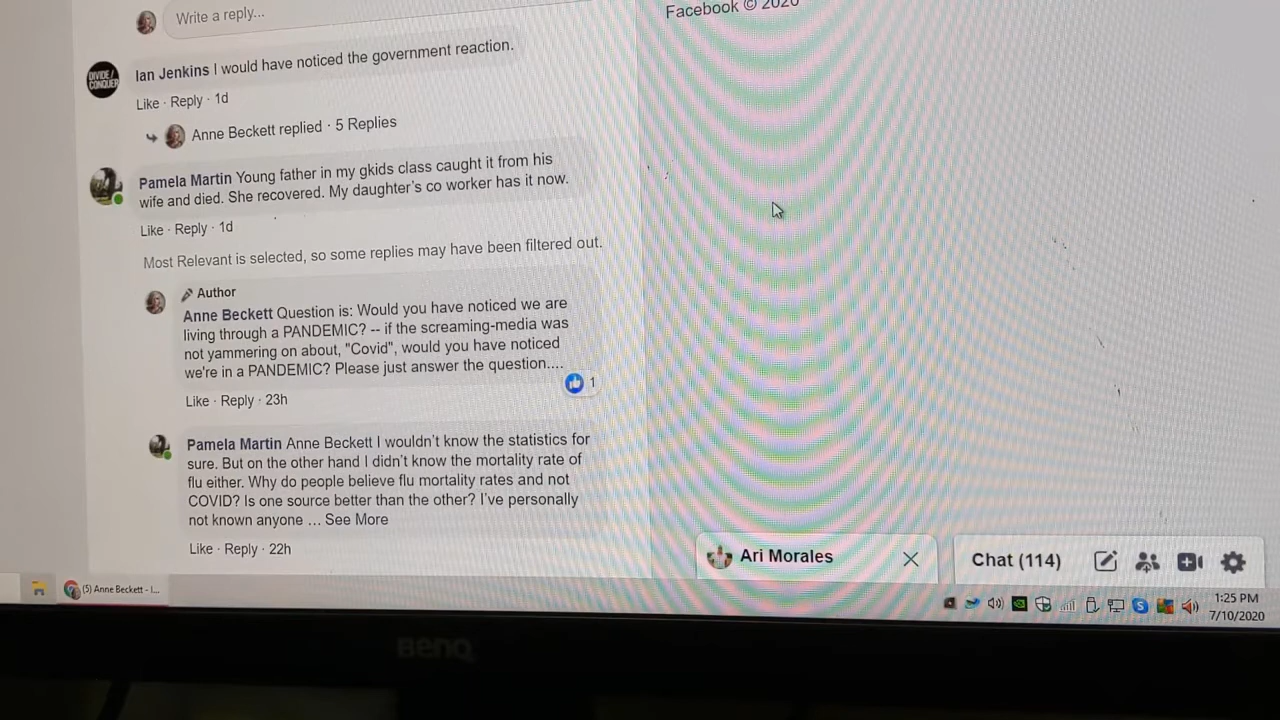 Write a reply...
Facebook © 2020
Ian Jenkins I would have noticed the government reaction.
DIVIDE/
CONQUER
Like · Reply · 1d
Anne Beckett replied · 5 Replies
Pamela Martin Young father in my gkids class caught it from his
wife and died. She recovered. My daughter's co worker has it now.
Like · Reply · 1d
Most Relevant is selected, so some replies may have been filtered out.
Author
Anne Beckett Question is: Would you have noticed we are
living through a PANDEMIC? -- if the screaming-media was
not yammering on about, "Covid", would you have noticed
we're in a PANDEMIC? Please just answer the question....
1
Like · Reply · 23h
Pamela Martin Anne Beckett I wouldn't know the statistics for
sure. But on the other hand I didn't know the mortality rate of
flu either. Why do people believe flu mortality rates and not
COVID? Is one source better than the other? I've personally
not known anyone ... See More
Like · Reply · 22h
Ari Morales
Chat (114)
(5) Anne Beckett - I...
1:25 PM
7/10/2020
BenQ